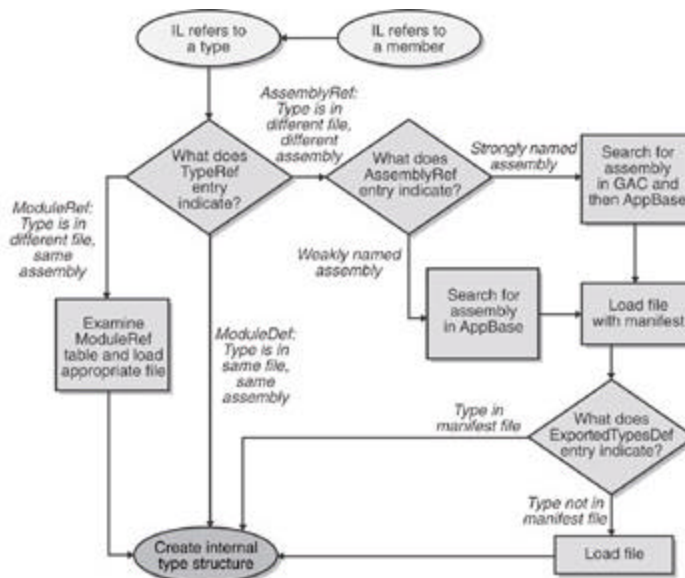 IL refers to
a type
IL refers to
a member
AssemblyRef:
Type is in
different file,
different
assembly
What does
TypeRef
entry
indicate?
What does
AssemblyRef
entry indicate?
Strongly named
assembly
Search for
assembly
in GAC and
then AppBase
ModuleRef:
Type is in
different file,
same
assembly
Weakly named
assembly
Search for
assembly
in AppBase
Load file
with manifest
Examine
ModuleRef
table and load
appropriate file
ModuleDef:
Type is in
same file,
same
assembly
Type in
manifest file
What does
ExportedTypesDef
entry indicate?
Type not in
manifest file
Create internal
type structure
Load file